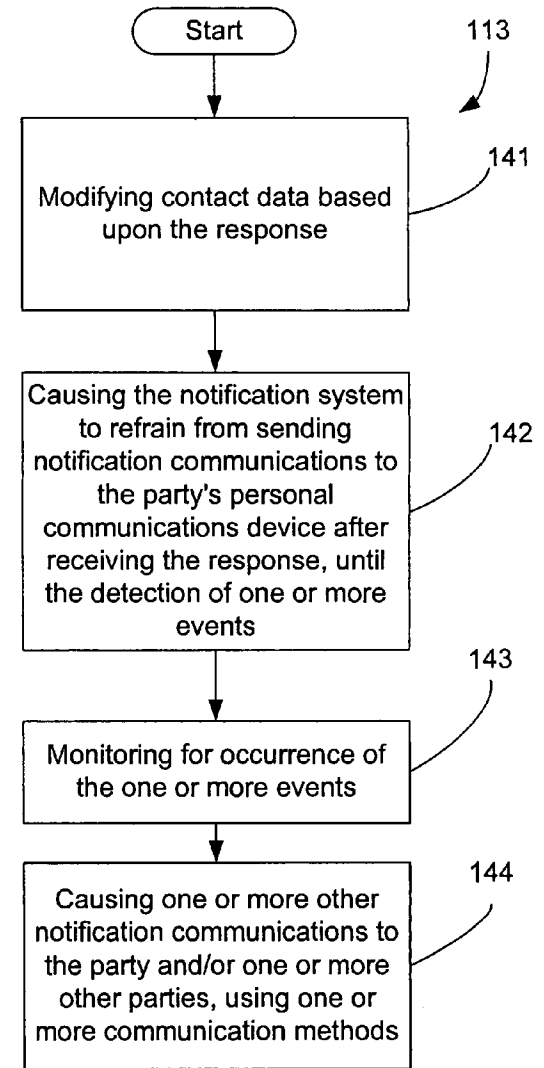 Start
113
141
Modifying contact data based
upon the response
Causing the notification system
to refrain from sending
notification communications to
the party's personal
communications device after
receiving the response, until
the detection of one or more
events
142
143
Monitoring for occurrence of
the one or more events
144
Causing one or more other
notification communications to
the party and/or one or more
other parties, using one or
more communication methods